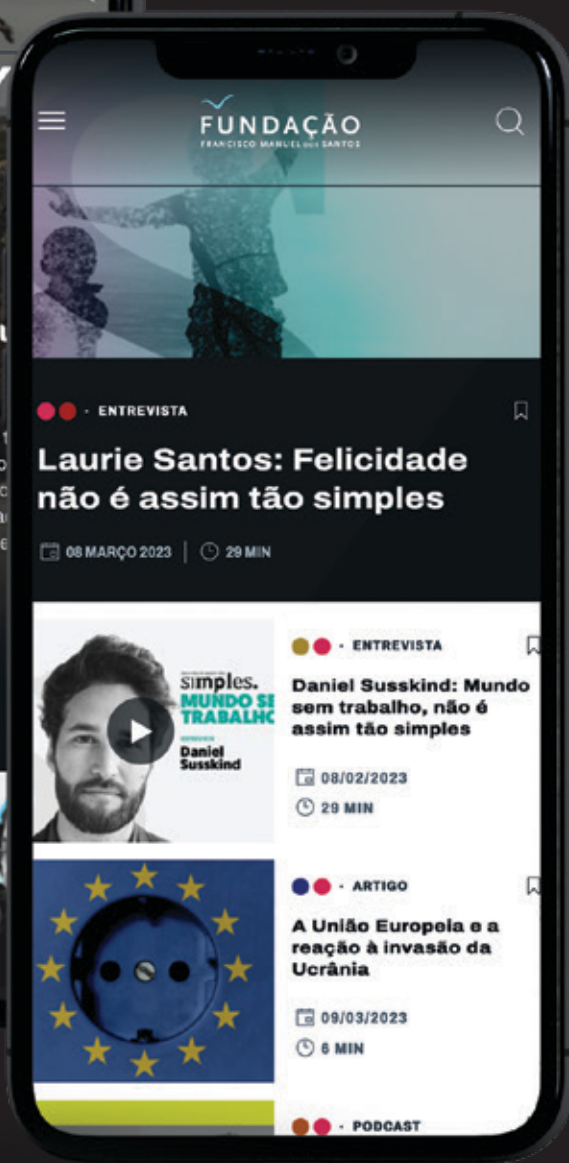 FUNDAÇÃO
FRANCISCO MANUEL DOS SANTOS
· ENTREVISTA
Laurie Santos: Felicidade
não é assim tão simples
08 MARÇO 2023 | 29 MIN
simples.
MUNDO SE
TRABALHO
Daniel
Susskind
· ENTREVISTA
Daniel Susskind: Mundo
sem trabalho, não é
assim tão simples
08/02/2023
29 MIN
· ARTIGO
A União Europeia e a
reação à invasão da
Ucrânia
09/03/2023
6 MIN
· PODCAST